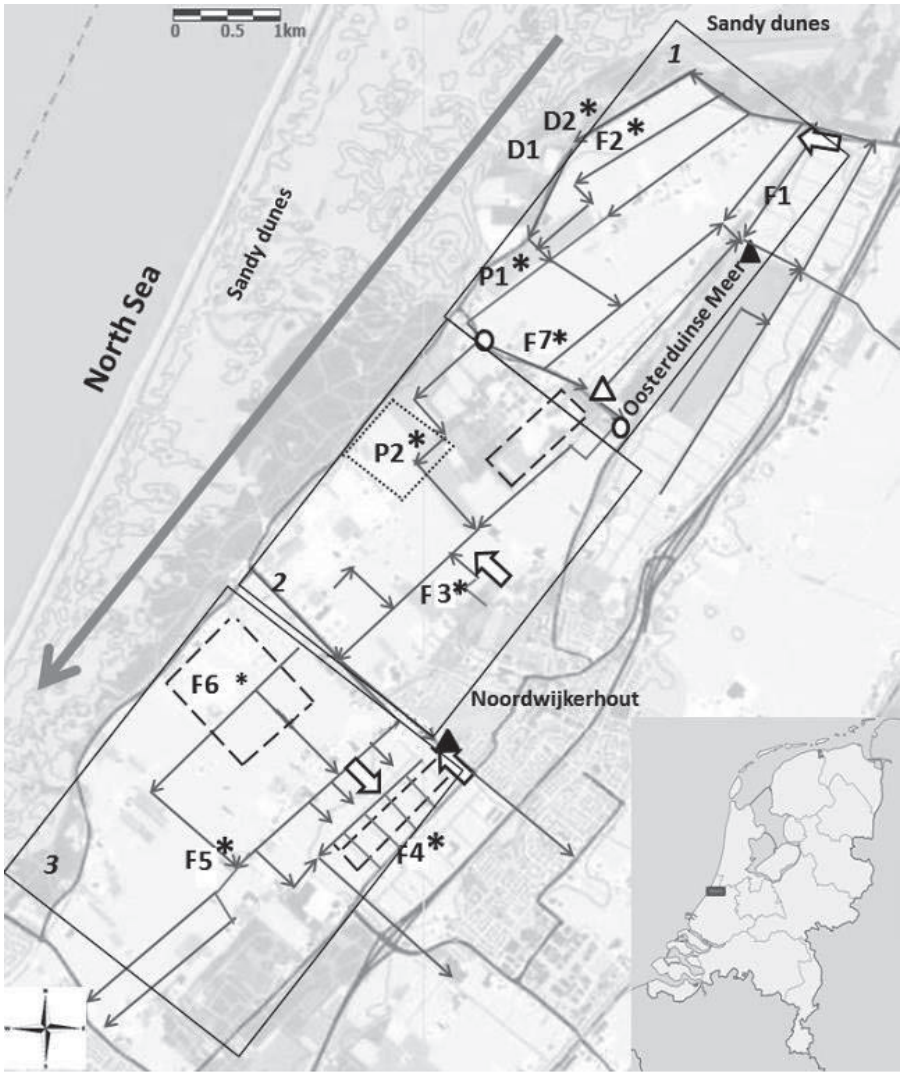 0 0.5 1km
Sandy dunes
1
D2*
F2*
D1
F1
Sandy dunes
P1*
Oosterduinse Meer
North Sea
F7*
P2*
2
F3*
F6 *
Noordwijkerhout
F5*
F4*
3